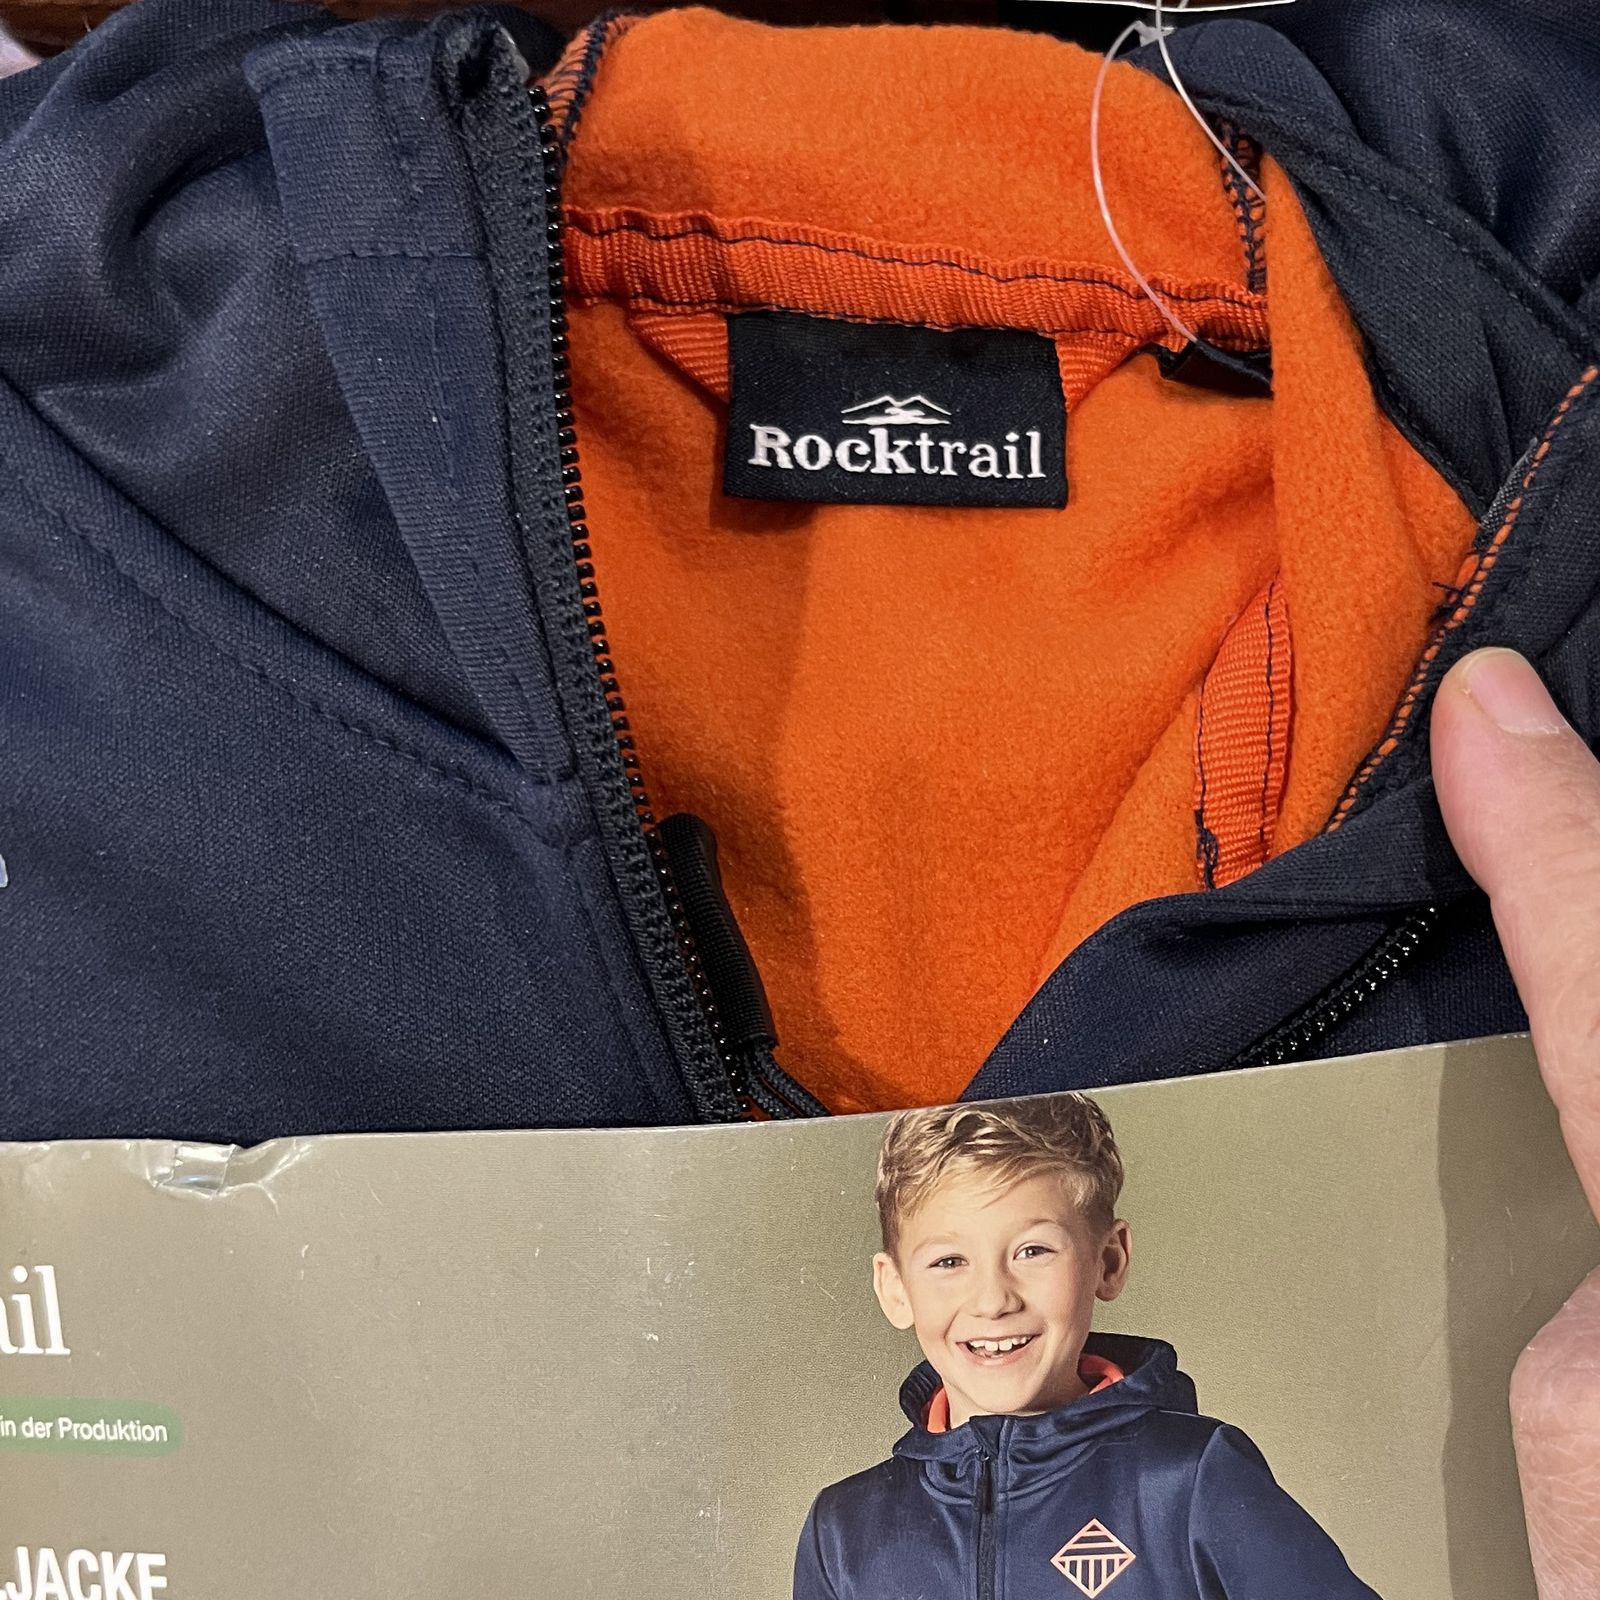 Rocktrail
ail
in der Produktion
JACKE